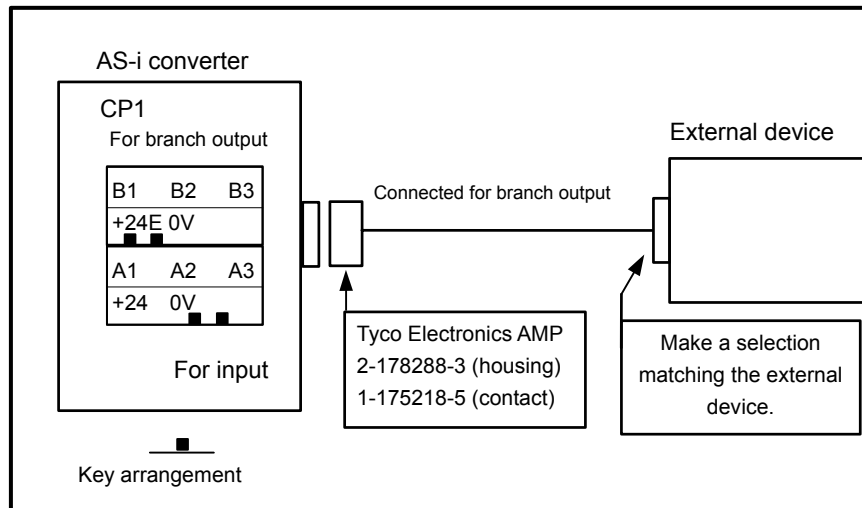 AS-i converter
CP1
For branch output
B1 B2 B3
+24E 0V
A1 A2 A3
+24 0V
For input
Key arrangement
Connected for branch output
Tyco Electronics AMP
2-178288-3 (housing)
1-175218-5 (contact)
External device
Make a selection
matching the external
device.